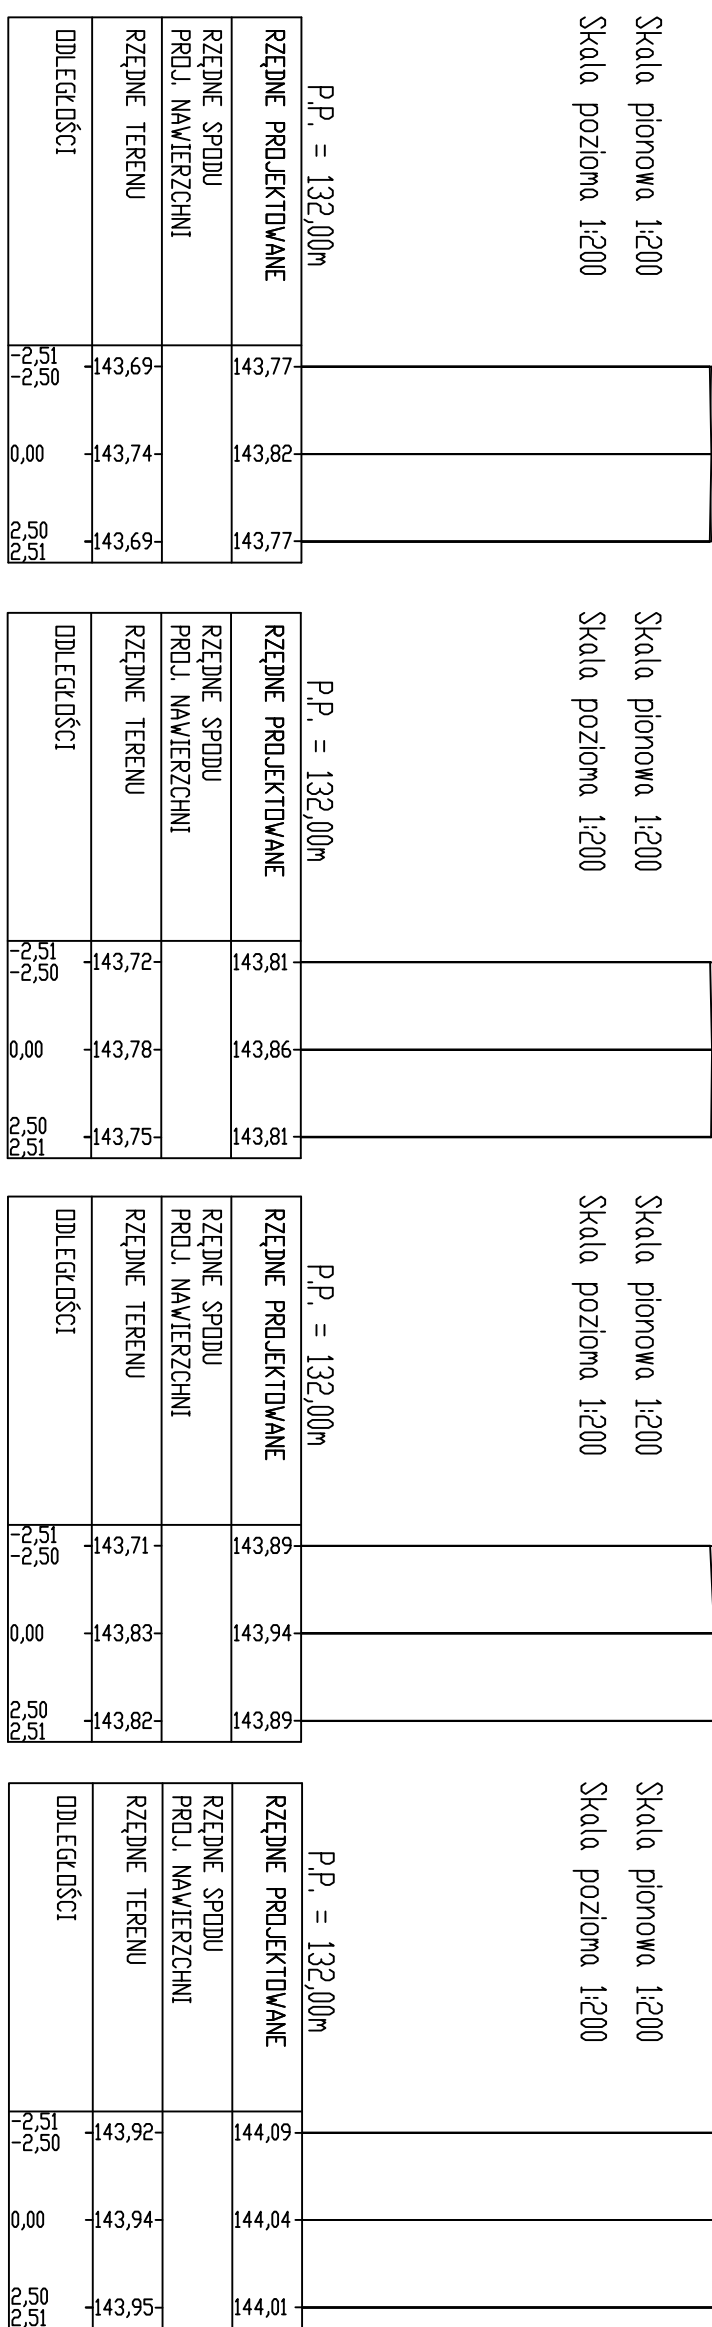 Skala pionowa 1:200
Skala pozioma 1:200
P.P. = 132,00m
RZĘDNE PROJEKTOWANE
143,77
143,82
143,77
RZĘDNE SPODU
PROJ. NAWIERZCHNI
RZĘDNE TERENU
143,69
143,74
143,69
ODLEGŁOŚCI
-2,51
-2,50
0,00
2,50
2,51
Skala pionowa 1:200
Skala pozioma 1:200
P.P. = 132,00m
RZĘDNE PROJEKTOWANE
143,81
143,86
143,81
RZĘDNE SPODU
PROJ. NAWIERZCHNI
RZĘDNE TERENU
143,72
143,78
143,75
ODLEGŁOŚCI
-2,51
-2,50
0,00
2,50
2,51
Skala pionowa 1:200
Skala pozioma 1:200
P.P. = 132,00m
RZĘDNE PROJEKTOWANE
143,89
143,94
143,89
RZĘDNE SPODU
PROJ. NAWIERZCHNI
RZĘDNE TERENU
143,71
143,83
143,82
ODLEGŁOŚCI
-2,51
-2,50
0,00
2,50
2,51
Skala pionowa 1:200
Skala pozioma 1:200
P.P. = 132,00m
RZĘDNE PROJEKTOWANE
144,09
144,04
144,01
RZĘDNE SPODU
PROJ. NAWIERZCHNI
RZĘDNE TERENU
143,92
143,94
143,95
ODLEGŁOŚCI
-2,51
-2,50
0,00
2,50
2,51